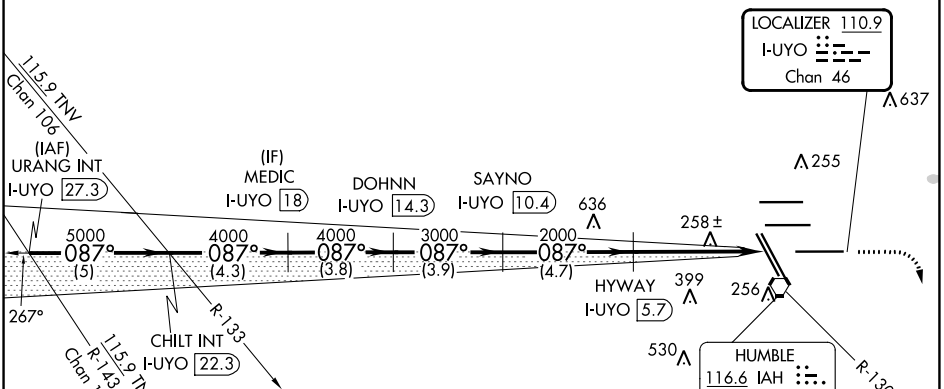 LOCALIZER 110.9
I-UYO
Chan 46
637
255
115.9 TNV
Chan 106
(IAF)
URANG INT
I-UYO 27.3
(IF)
MEDIC
I-UYO 18
DOHNN
I-UYO 14.3
SAYNO
I-UYO 10.4
636
258 ±
5000
087°
(5)
4000
087°
(4.3)
4000
087°
(3.8)
3000
087°
(3.9)
2000
087°
(4.7)
267°
HYWAY
I-UYO 5.7
399
256
CHILT INT
I-UYO 22.3
R-133
R-143
115.9
530
HUMBLE
116.6 IAH